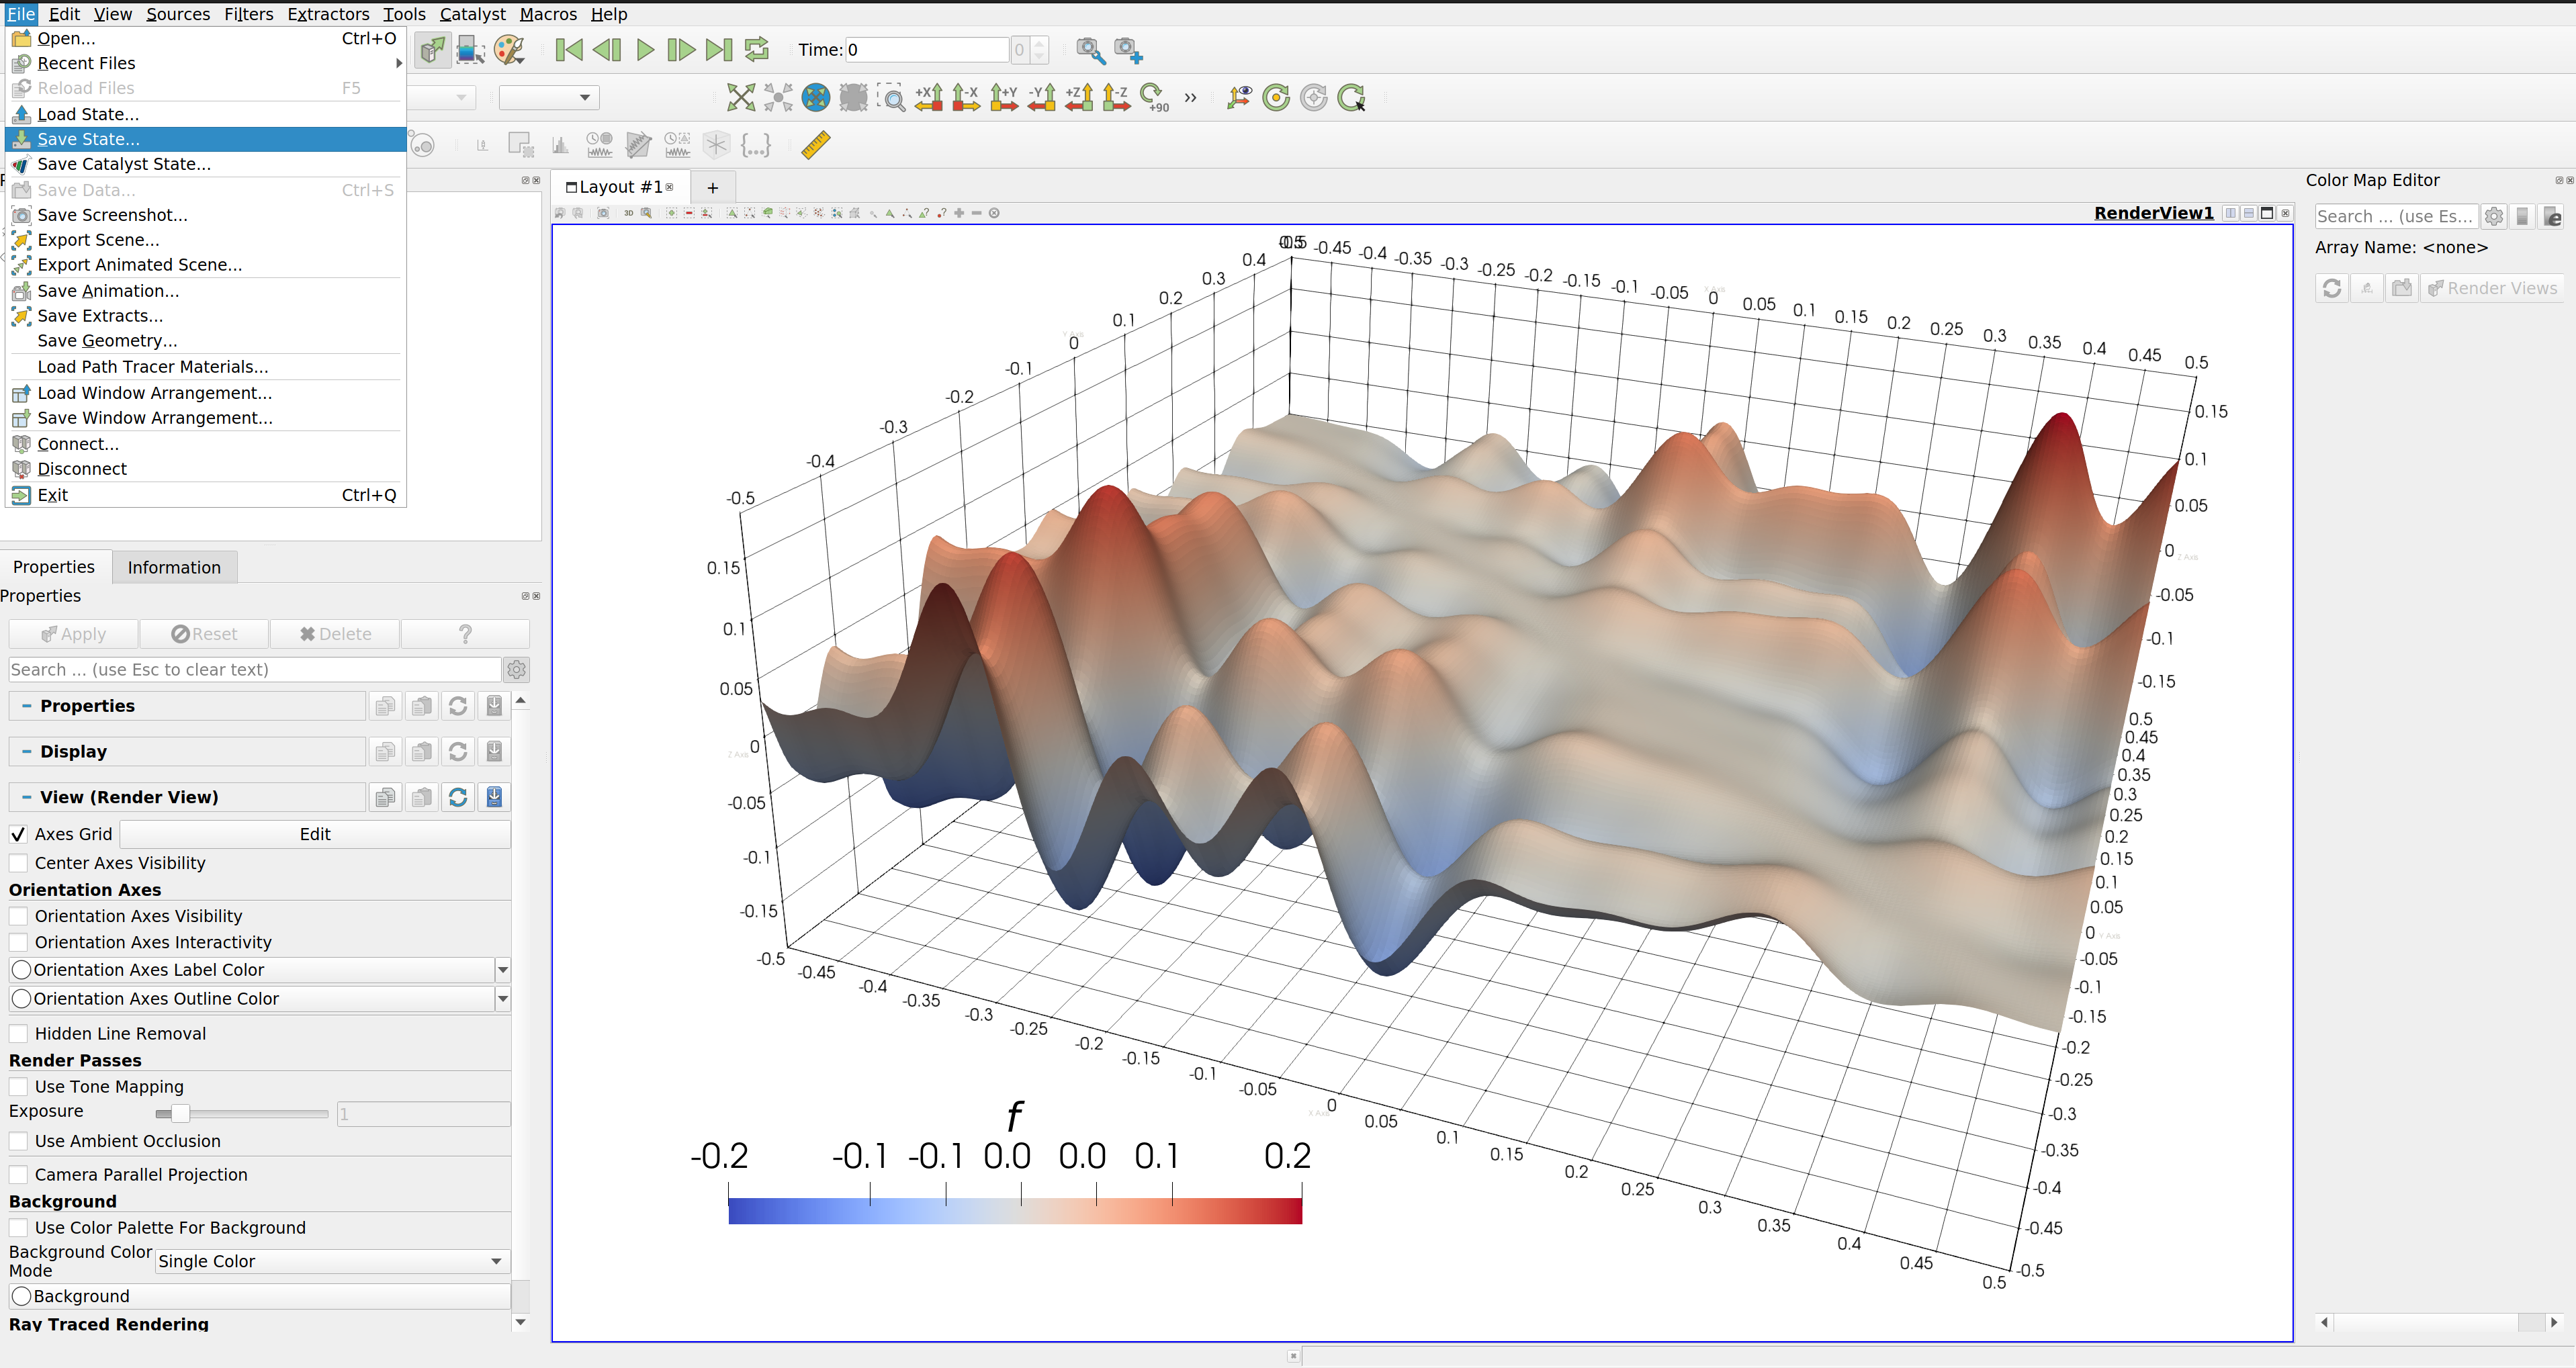 File Edit View Sources Filters Extractors Tools Catalyst Macros Help
Open... Ctrl+O
Recent Files
Reload Files F5
Load State...
Save State...
Save Catalyst State...
Save Data... Ctrl+S
Save Screenshot...
Export Scene...
Export Animated Scene...
Save Animation...
Save Extracts...
Save Geometry...
Load Path Tracer Materials...
Load Window Arrangement...
Save Window Arrangement...
Connect...
Disconnect
Exit Ctrl+Q
Time: 0 0
+X -X +Y -Y +Z -Z +90 »
{...}
Properties Information
Properties
Apply Reset Delete ?
Search ... (use Esc to clear text)
Properties
Display
View (Render View)
Axes Grid Edit
Center Axes Visibility
Orientation Axes
Orientation Axes Visibility
Orientation Axes Interactivity
Orientation Axes Label Color
Orientation Axes Outline Color
Hidden Line Removal
Render Passes
Use Tone Mapping
Exposure 1
Use Ambient Occlusion
Camera Parallel Projection
Background
Use Color Palette For Background
Background Color
Mode
Single Color
Background
Ray Traced Rendering
Layout #1 +
3D
RenderView1
-0.45 -0.4 -0.35 -0.3 -0.25 -0.2 -0.15 -0.1 -0.05 0 0.05 0.1 0.15 0.2 0.25 0.3 0.35 0.4 0.45 0.5
X Axis
0.4
0.3
0.2
0.1
Y Axis
0
-0.1
-0.2
-0.3
-0.4
-0.5
0.15
0.1
0.05
0
Z Axis
-0.05
-0.1
-0.15
0.15
0.1
0.05
0
Z Axis
-0.05
-0.1
-0.15
0.5
0.45
0.4
0.35
0.3
0.25
0.2
0.15
0.1
0.05
0
Y Axis
-0.05
-0.1
-0.15
-0.2
-0.25
-0.3
-0.35
-0.4
-0.45
-0.5
-0.5
-0.45
-0.4
-0.35
-0.3
-0.25
-0.2
-0.15
-0.1
-0.05
0
X Axis
0.05
0.1
0.15
0.2
0.25
0.3
0.35
0.4
0.45
0.5
f
-0.2 -0.1 -0.1 0.0 0.0 0.1 0.2
Color Map Editor
Search ... (use Es...
Array Name: <none>
Render Views